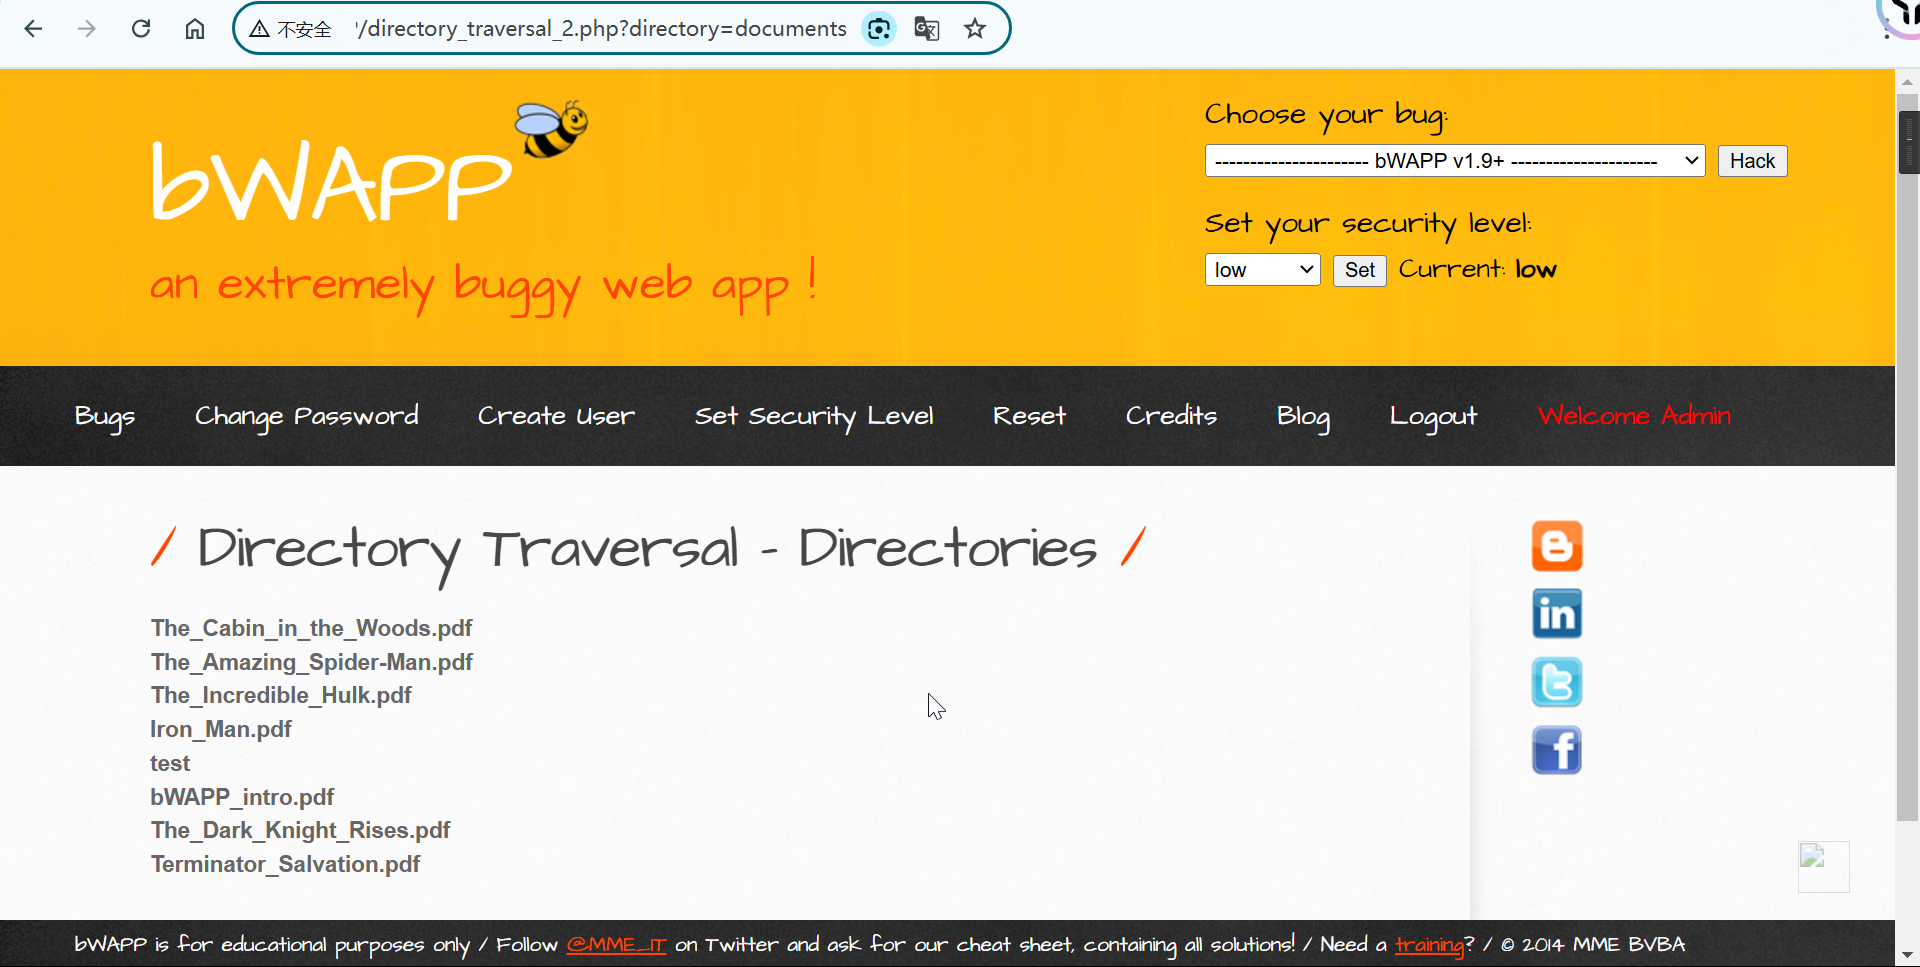 不安全 /directory_traversal_2.php?directory=documents
bWAPP
an extremely buggy web app !
Choose your bug:
---------------------- bWAPP v1.9+ --------------------- Hack
Set your security level:
low Set Current: low
Bugs Change Password Create User Set Security Level Reset Credits Blog Logout Welcome Admin
/ Directory Traversal - Directories /
The_Cabin_in_the_Woods.pdf
The_Amazing_Spider-Man.pdf
The_Incredible_Hulk.pdf
Iron_Man.pdf
test
bWAPP_intro.pdf
The_Dark_Knight_Rises.pdf
Terminator_Salvation.pdf
bWAPP is for educational purposes only / Follow @MME_IT on Twitter and ask for our cheat sheet, containing all solutions! / Need a training? / © 2014 MME BVBA